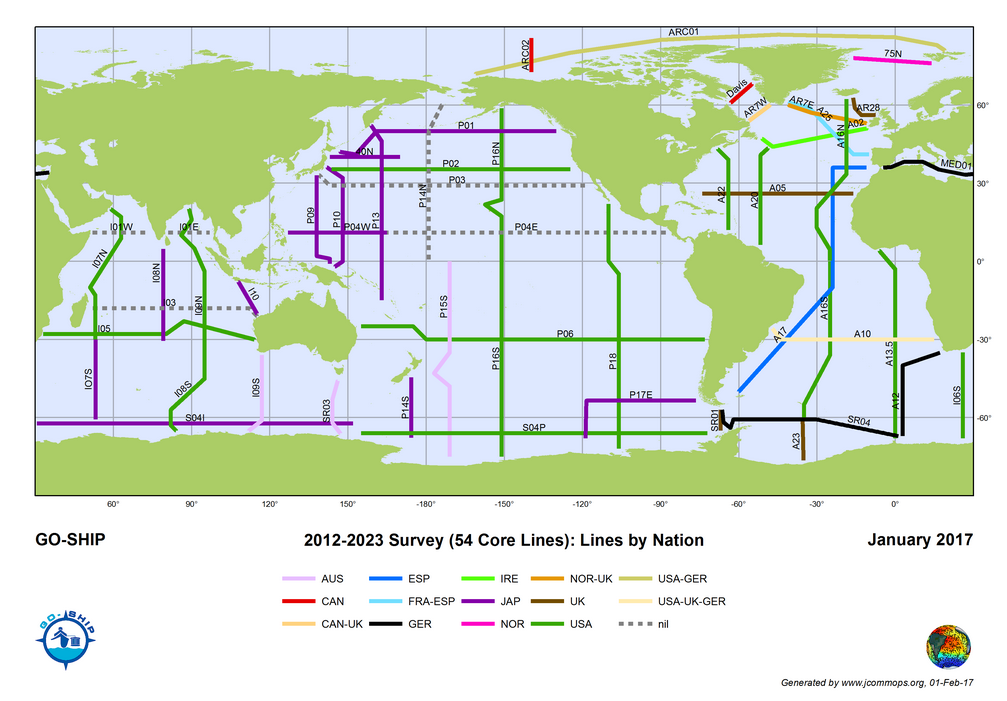 ARC01
ARC02
75N
Davis
AR7W
AR7E
A25
AR28
A02
A16N
60°
P01
40N
P16N
P02
P03
P14N
MED01
30°
P09
P10
P13
P04W
P04E
A22
A20
A05
I01W
I01E
I07N
I08N
I10
I09N
I03
0°
P15S
A16S
I05
P06
A17
A10
-30°
P16S
P18
A13.5
IO7S
I08S
I09S
SR03
P14S
P17E
A12
I06S
S04I
S04P
SR01
SR04
A23
-60°
60°
90°
120°
150°
-180°
-150°
-120°
-90°
-60°
-30°
0°
GO-SHIP
2012-2023 Survey (54 Core Lines): Lines by Nation
January 2017
AUS
ESP
IRE
NOR-UK
USA-GER
CAN
FRA-ESP
JAP
UK
USA-UK-GER
CAN-UK
GER
NOR
USA
nil
GO-SHIP
Generated by www.jcommops.org, 01-Feb-17